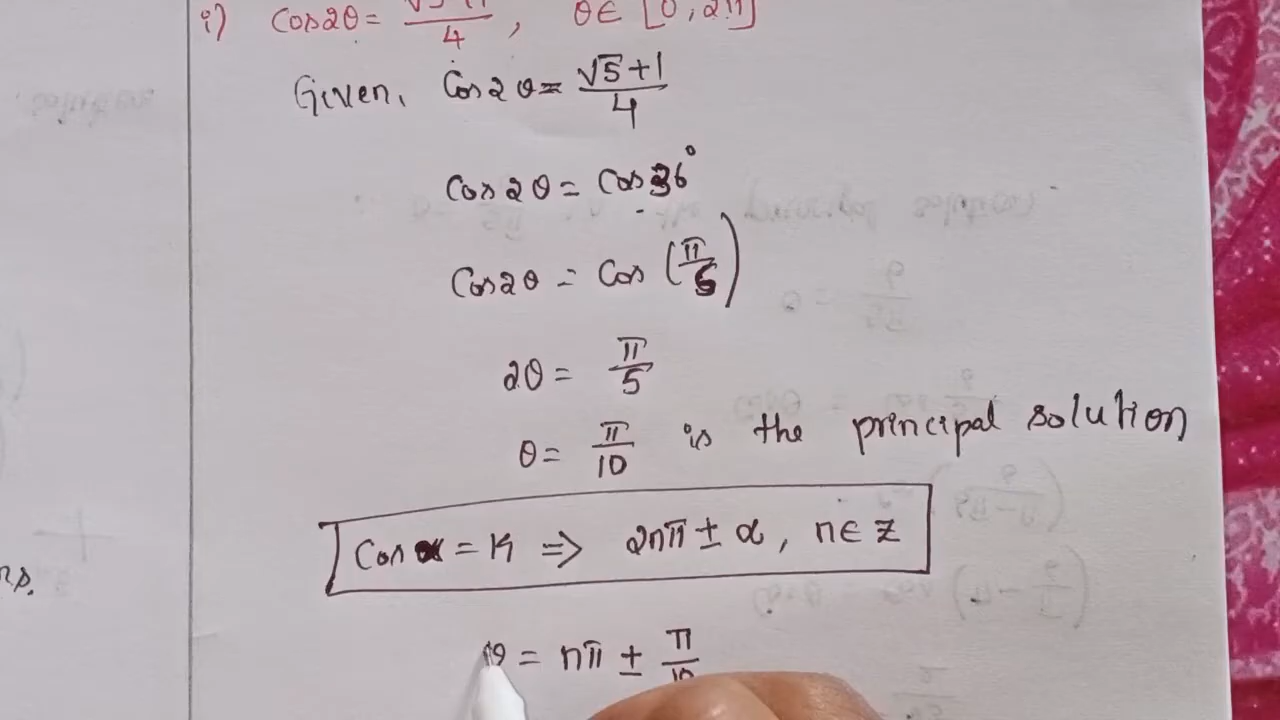 i) Cos2θ = √5+1/4, θ∈ [0, 2π]
Given, Cos2θ = √5+1/4
Cos2θ = Cos36°
Cos2θ = Cos (π/5)
2θ = π/5
θ = π/10 is the principal solution
Cosα = K ⇒ 2nπ ± α, n∈ Z
ns.
θ = nπ ± π/10